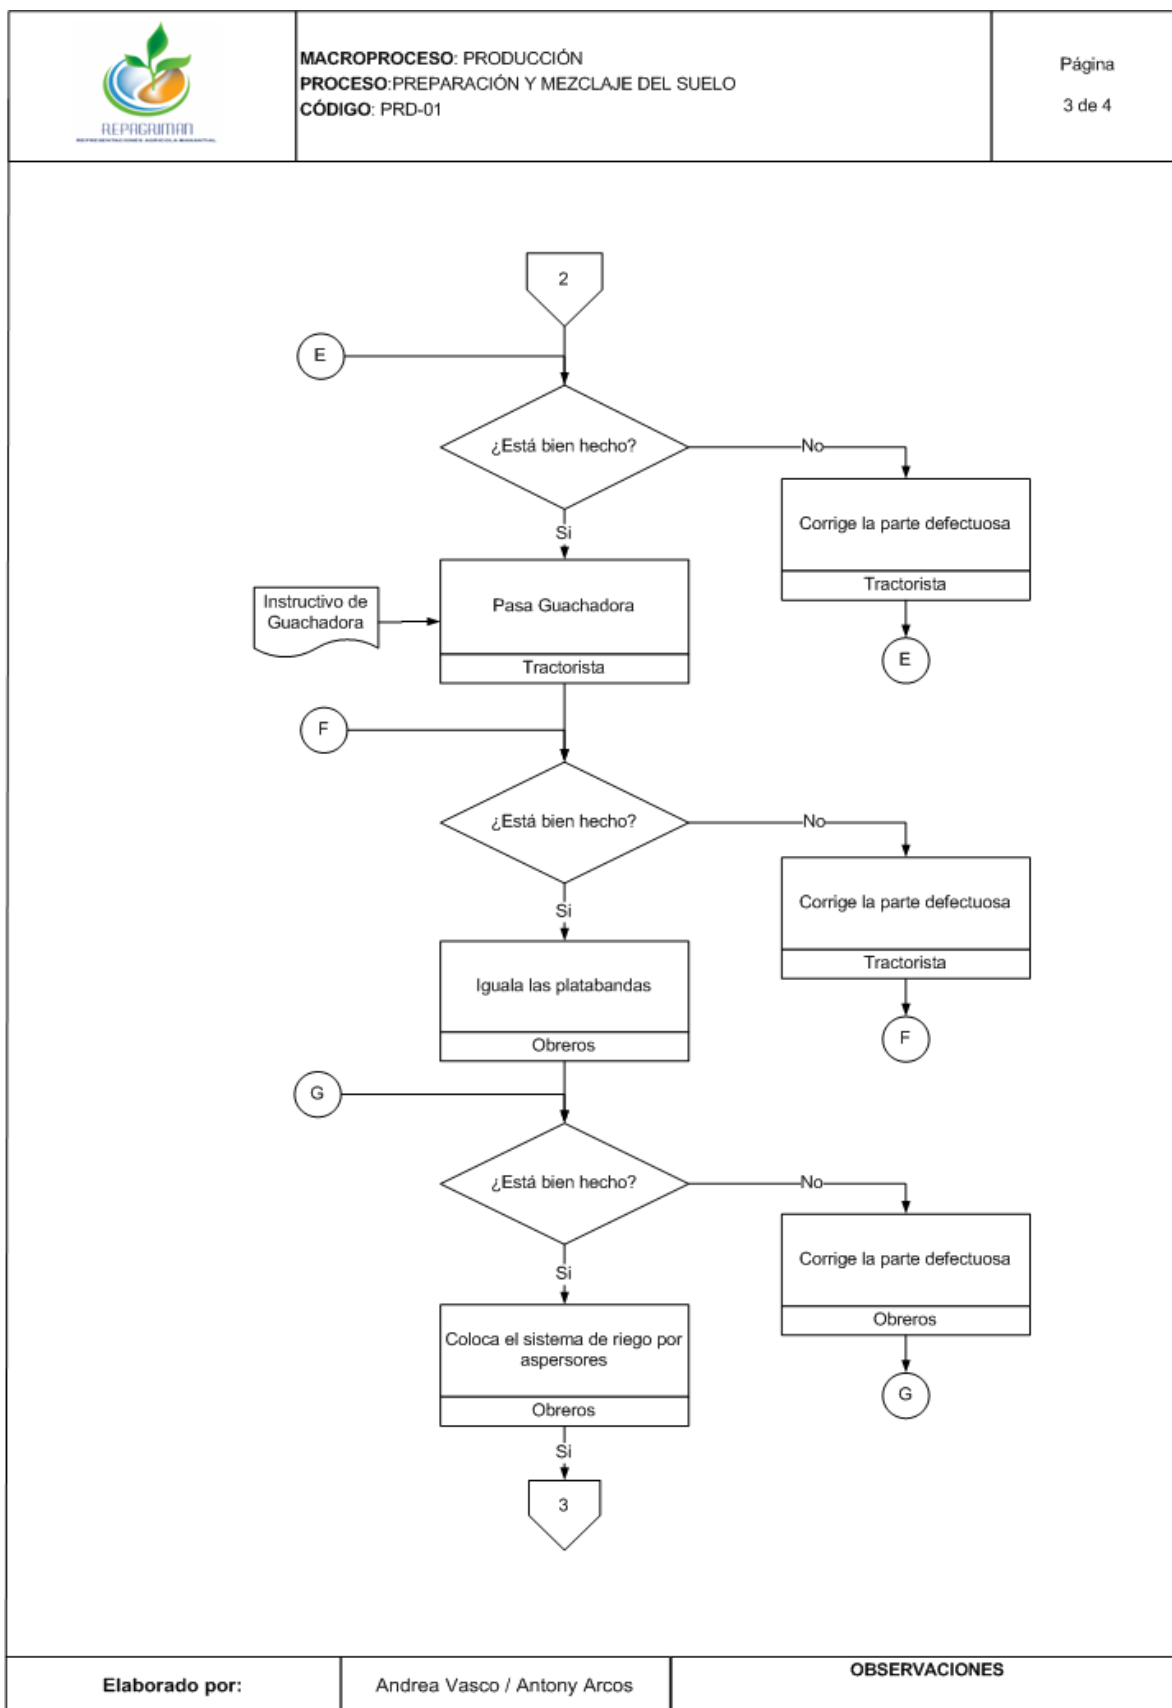 REPAGRIMAN
REPRESENTACIONES AGRICOLA MANANTIAL
MACROPROCESO: PRODUCCIÓN
PROCESO:PREPARACIÓN Y MEZCLAJE DEL SUELO
CÓDIGO: PRD-01
Página
3 de 4
2
E
¿Está bien hecho?
No
Corrige la parte defectuosa
Tractorista
E
Si
Instructivo de
Guachadora
Pasa Guachadora
Tractorista
F
¿Está bien hecho?
No
Corrige la parte defectuosa
Tractorista
F
Si
Iguala las platabandas
Obreros
G
¿Está bien hecho?
No
Corrige la parte defectuosa
Obreros
G
Si
Coloca el sistema de riego por
aspersores
Obreros
Si
3
Elaborado por:
Andrea Vasco / Antony Arcos
OBSERVACIONES